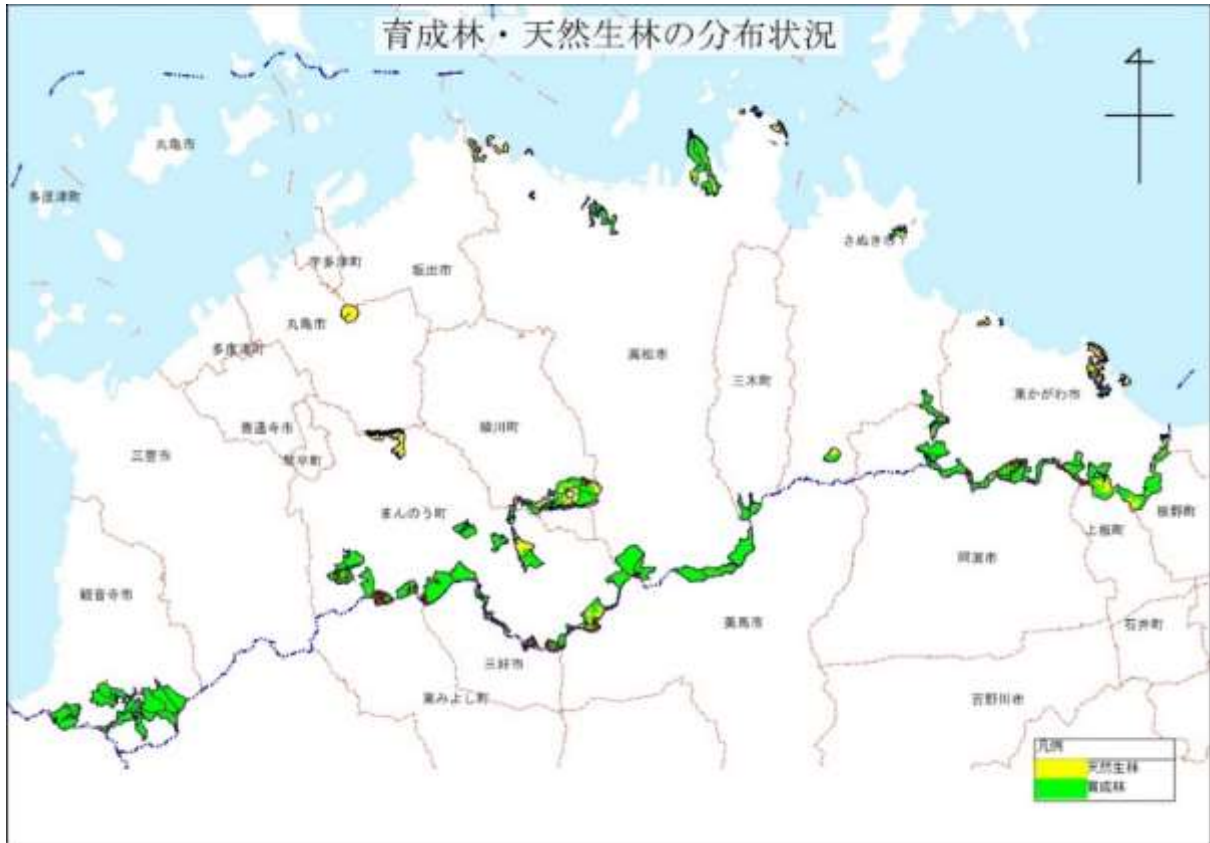 育成林・天然生林の分布状況
丸亀市
多度津町
さぬき市
宇多津町
坂出市
丸亀市
多度津町
高松市
三木町
東かがわ市
綾川町
善通寺市
三豊市
琴平町
まんのう町
板野町
上板町
阿波市
観音寺市
美馬市
石井町
三好市
東みよし町
吉野川市
凡例
天然生林
育成林